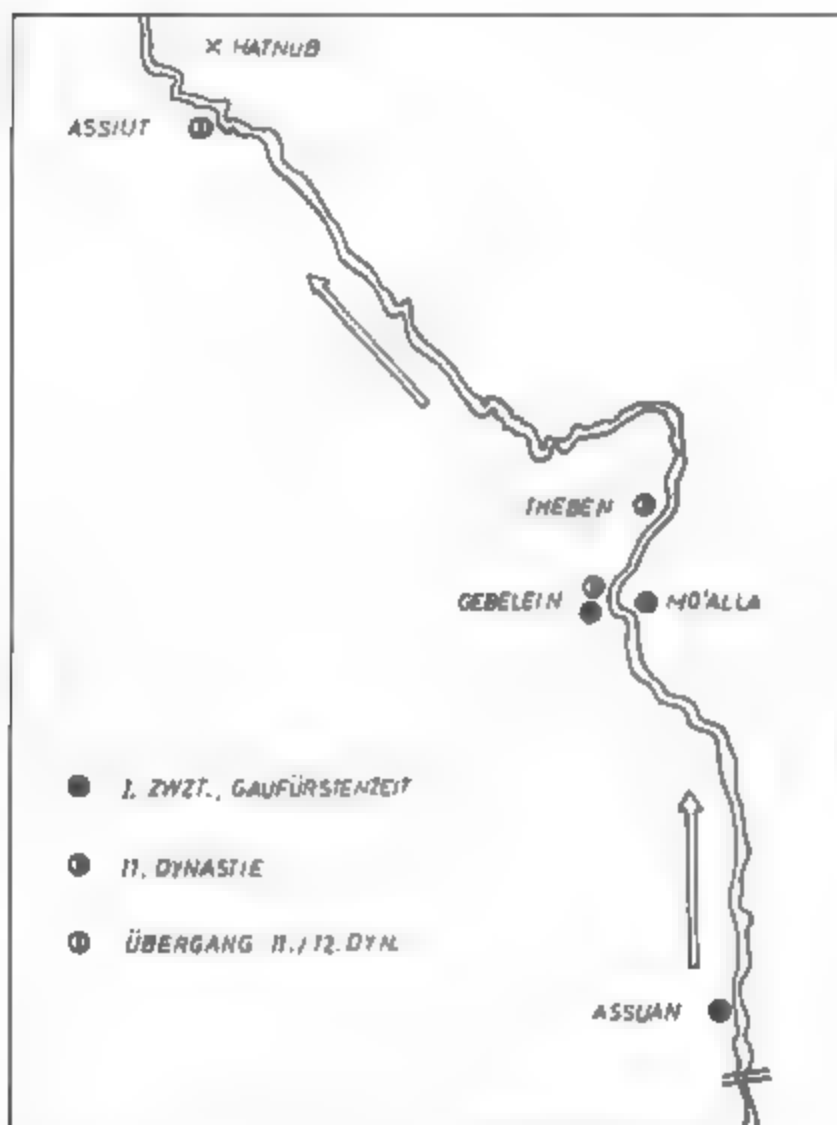 × HATNUB
ASSIUT
THEBEN
GEBELEIN
MO'ALLA
I. ZWZT., GAUFÜRSTENZEIT
11. DYNASTIE
ÜBERGANG 11./12. DYN.
ASSUAN